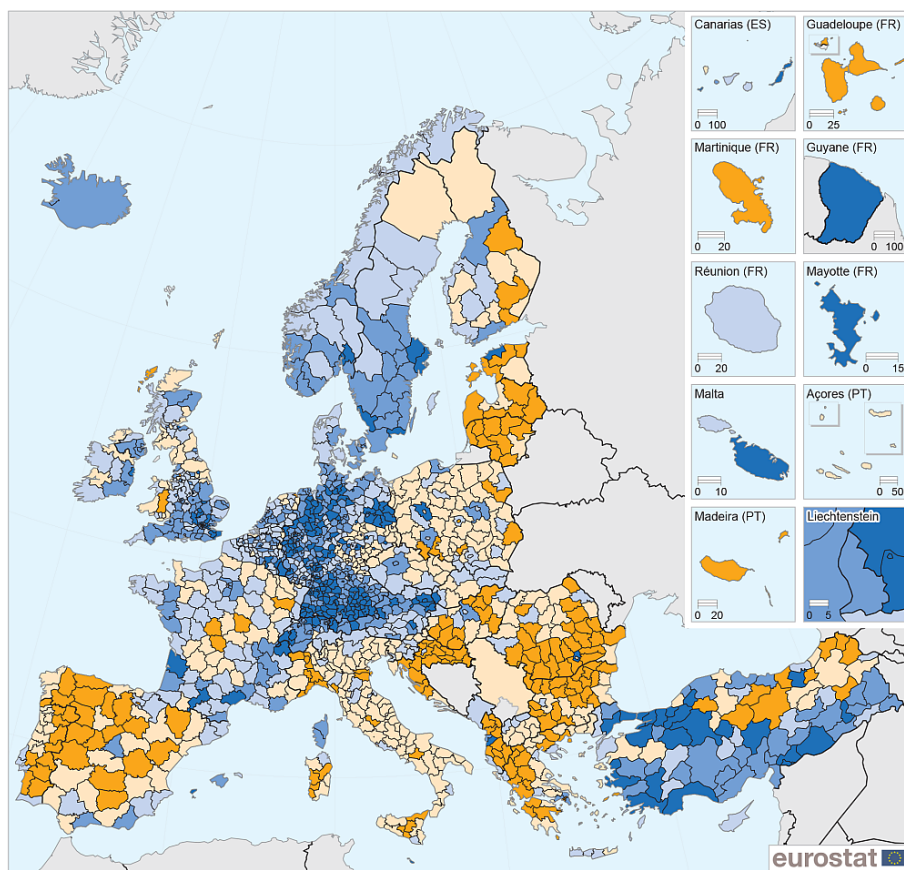 Canarias (ES)
0 100
Guadeloupe (FR)
0 25
Martinique (FR)
0 20
Guyane (FR)
0 100
Réunion (FR)
0 20
Mayotte (FR)
0 15
Malta
0 10
Açores (PT)
0 50
Madeira (PT)
0 20
Liechtenstein
0 5
eurostat